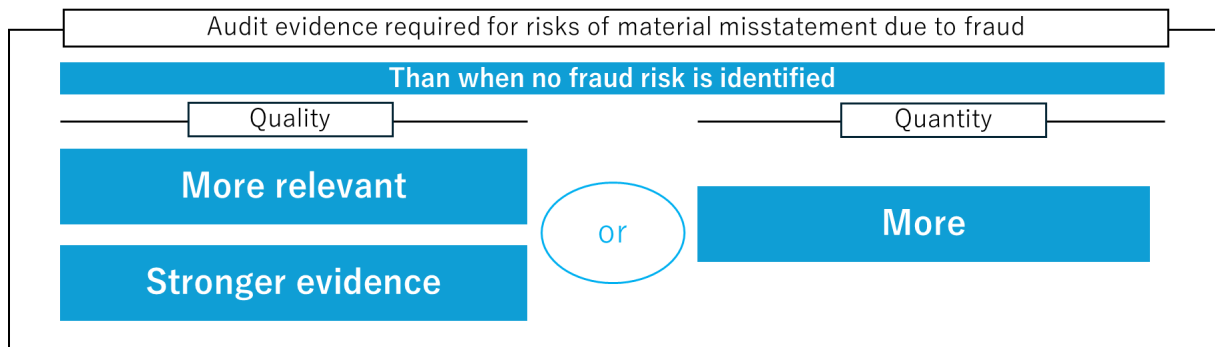 Audit evidence required for risks of material misstatement due to fraud
Than when no fraud risk is identified
Quality
More relevant
Stronger evidence
or
Quantity
More